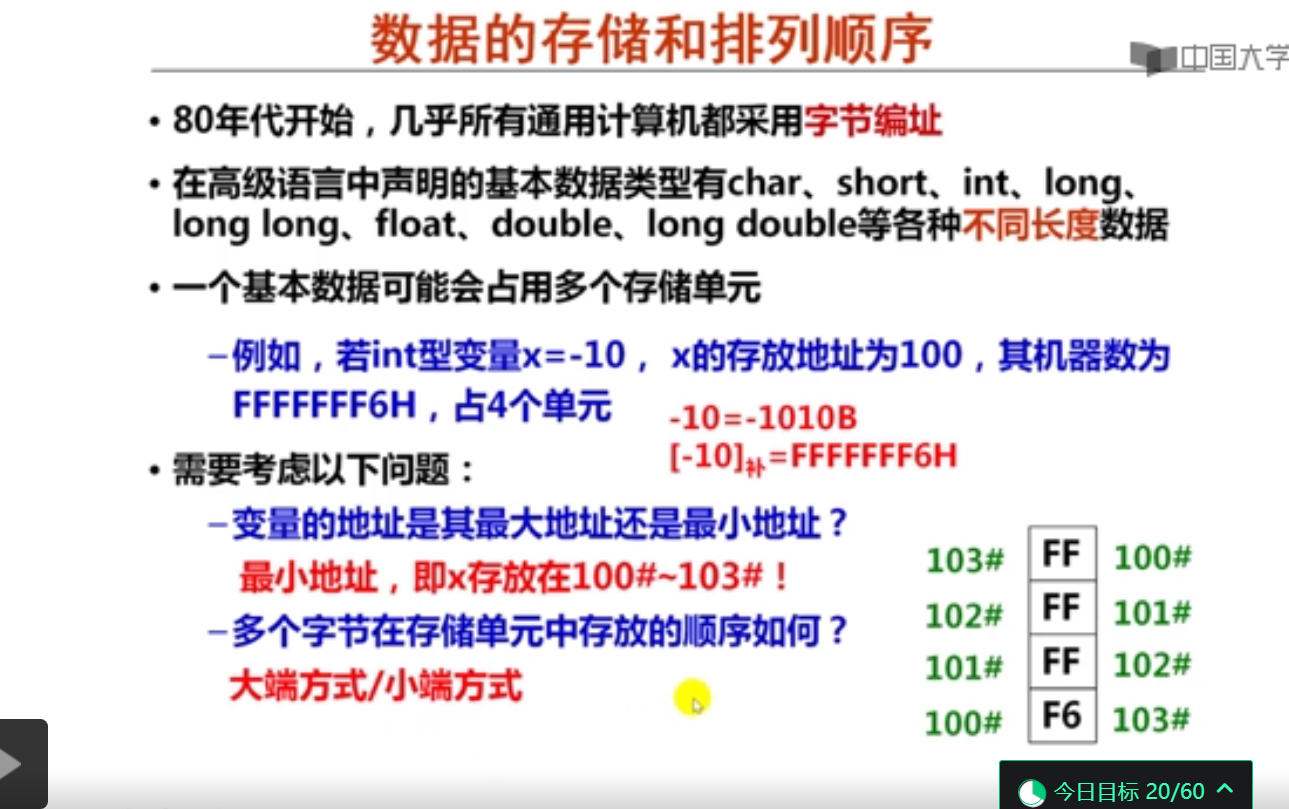 数据的存储和排列顺序
中国大学
• 80年代开始，几乎所有通用计算机都采用字节编址
• 在高级语言中声明的基本数据类型有char、short、int、long、
long long、float、double、long double等各种不同长度数据
• 一个基本数据可能会占用多个存储单元
–例如，若int型变量x=-10， x的存放地址为100，其机器数为
FFFFFFF6H，占4个单元
-10=-1010B
[-10]补=FFFFFFF6H
• 需要考虑以下问题：
–变量的地址是其最大地址还是最小地址？
最小地址，即x存放在100#~103#！
–多个字节在存储单元中存放的顺序如何？
大端方式/小端方式
103# FF 100#
102# FF 101#
101# FF 102#
100# F6 103#
今日目标 20/60